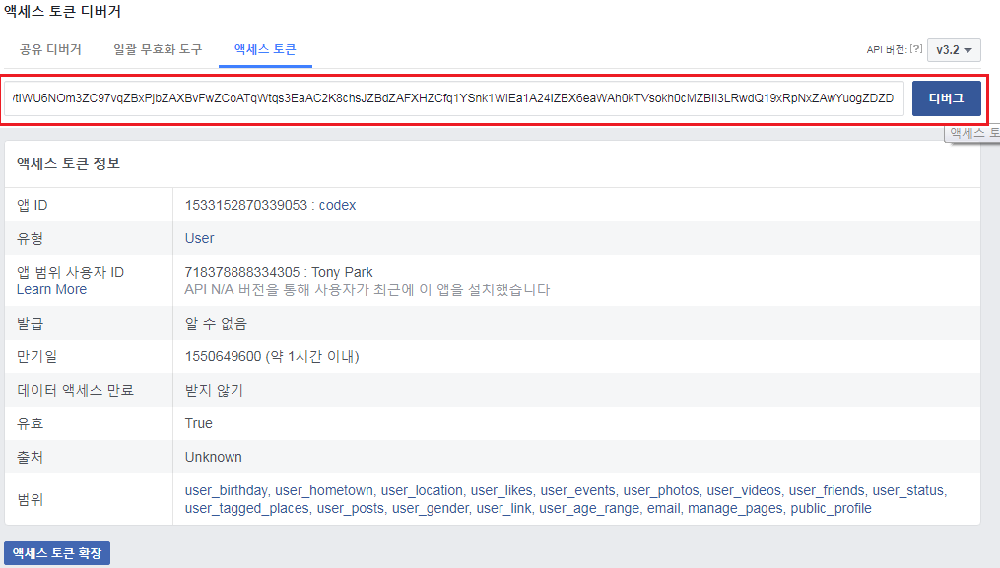 액세스 토큰 디버거
공유 디버거 일괄 무효화 도구 액세스 토큰 API 버전: [?] v3.2
디버그
액세스 토
액세스 토큰 정보
앱 ID 1533152870339053 : codex
유형 User
앱 범위 사용자 ID 718378888334305 : Tony Park
Learn More API N/A 버전을 통해 사용자가 최근에 이 앱을 설치했습니다
발급 알 수 없음
만기일 1550649600 (약 1시간 이내)
데이터 액세스 만료 받지 않기
유효 True
출처 Unknown
범위 user_birthday, user_hometown, user_location, user_likes, user_events, user_photos, user_videos, user_friends, user_status,
user_tagged_places, user_posts, user_gender, user_link, user_age_range, email, manage_pages, public_profile
액세스 토큰 확장